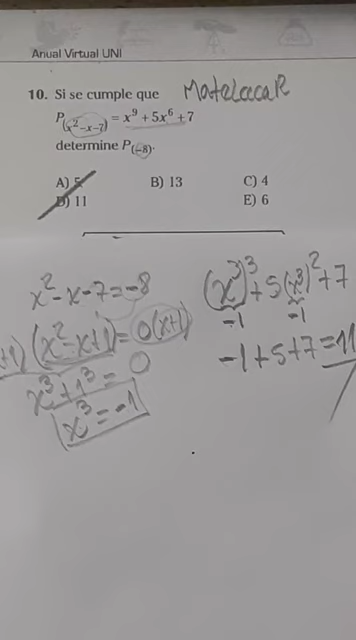 Anual Virtual UNI
10. Si se cumple que
MateLucaR
P(x²−x−7) = x⁹ + 5x⁶ + 7
determine P(−8).
A) 5 B) 13 C) 4
D) 11 E) 6
x²-x-7=-8
+1)(x²-x+1)=0(x+1)
x³+1³=0
x³=-1
(x³)³+5(x³)²+7
-1 -1
-1+5+7=11